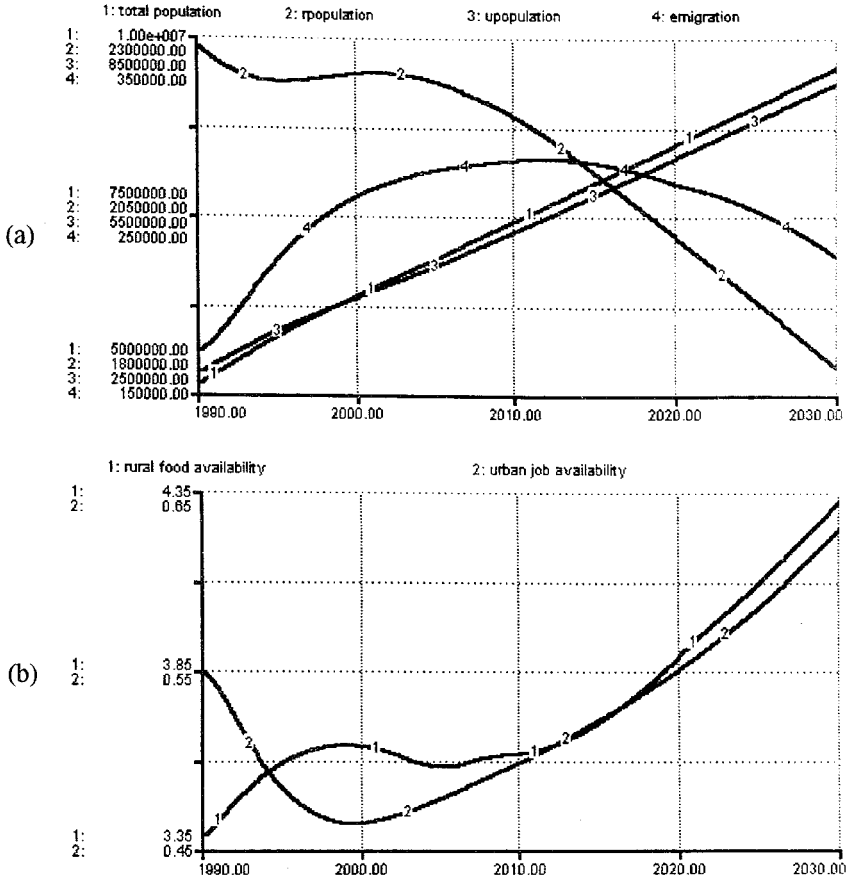 1: total population 2: rpopulation 3: upopulation 4: emigration
1: 1.00e+007
2: 2300000.00
3: 8500000.00
4: 350000.00
1: 7500000.00
2: 2050000.00
3: 5500000.00
4: 250000.00
(a)
1: 5000000.00
2: 1800000.00
3: 2500000.00
4: 150000.00
1990.00 2000.00 2010.00 2020.00 2030.00
1: rural food availability 2: urban job availability
1: 4.35
2: 0.65
(b)
1: 3.85
2: 0.55
1: 3.35
2: 0.45
1990.00 2000.00 2010.00 2020.00 2030.00